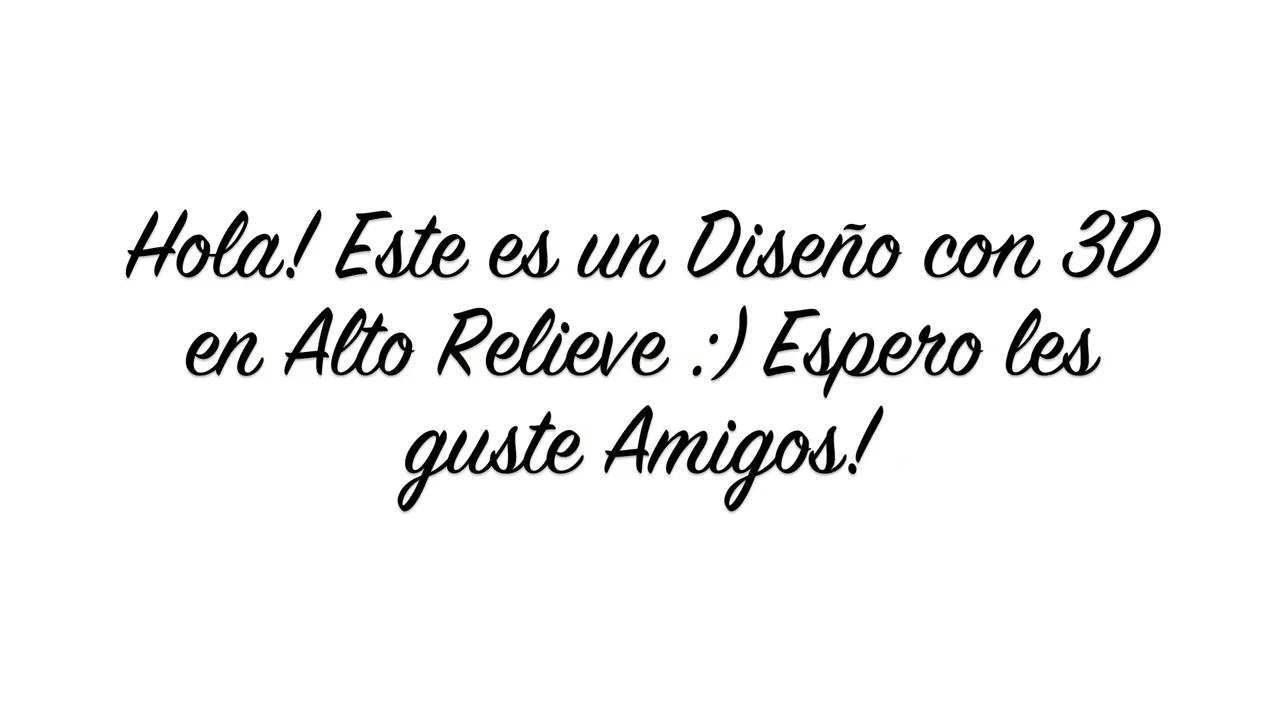 Hola! Este es un Diseño con 3D
en Alto Relieve :) Espero les
guste Amigos!